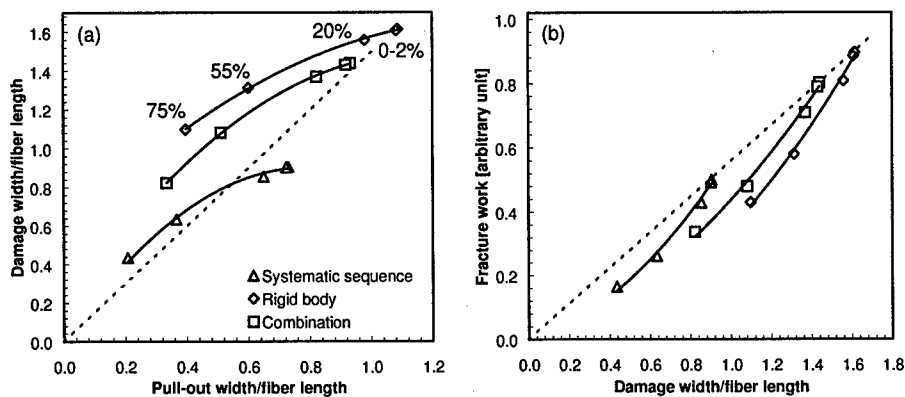 (a)
Damage width/fiber length
1.6
1.4
1.2
1.0
0.8
0.6
0.4
0.2
0.0
20%
0-2%
55%
75%
Systematic sequence
Rigid body
Combination
0.0 0.2 0.4 0.6 0.8 1.0 1.2
Pull-out width/fiber length
(b)
Fracture work [arbitrary unit]
1.0
0.8
0.6
0.4
0.2
0.0
0.0 0.2 0.4 0.6 0.8 1.0 1.2 1.4 1.6 1.8
Damage width/fiber length